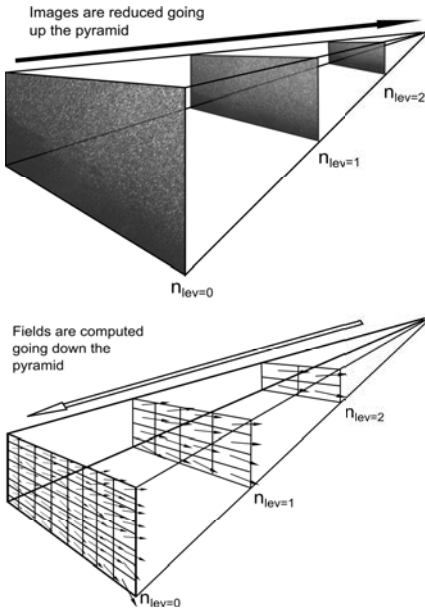 Images are reduced going
up the pyramid
n_lev=2
n_lev=1
n_lev=0
Fields are computed
going down the
pyramid
n_lev=2
n_lev=1
n_lev=0